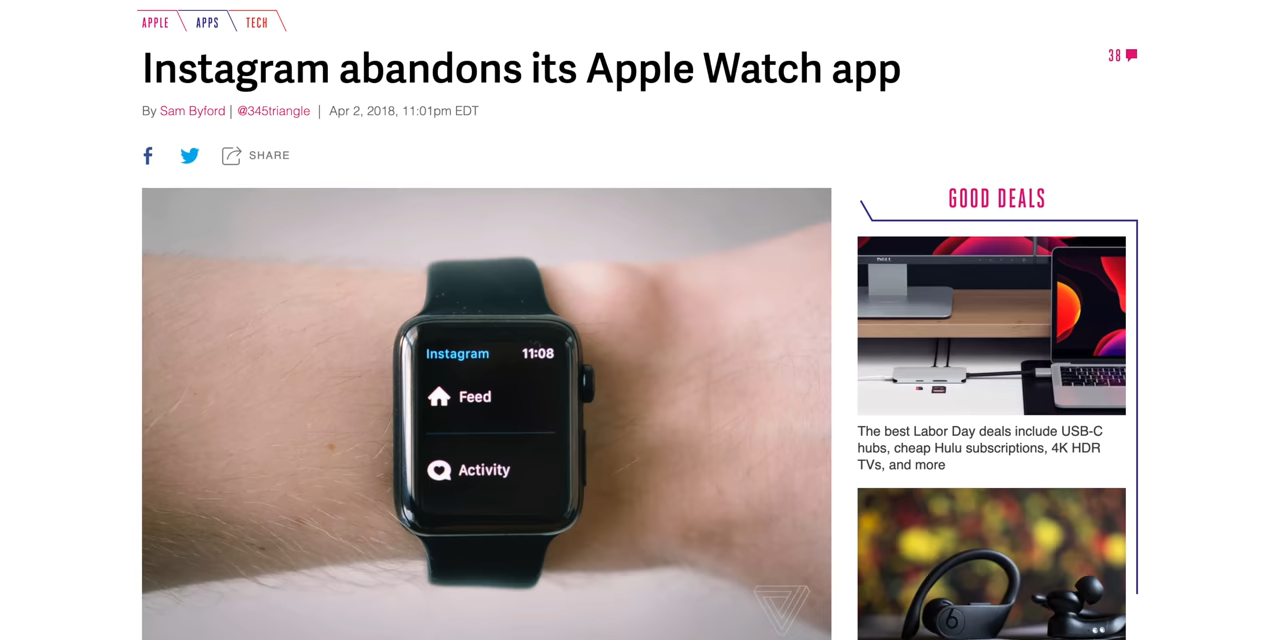 APPLE APPS TECH
Instagram abandons its Apple Watch app
38
By Sam Byford | @345triangle | Apr 2, 2018, 11:01pm EDT
SHARE
GOOD DEALS
DELL
Instagram 11:08
Feed
Activity
The best Labor Day deals include USB-C
hubs, cheap Hulu subscriptions, 4K HDR
TVs, and more